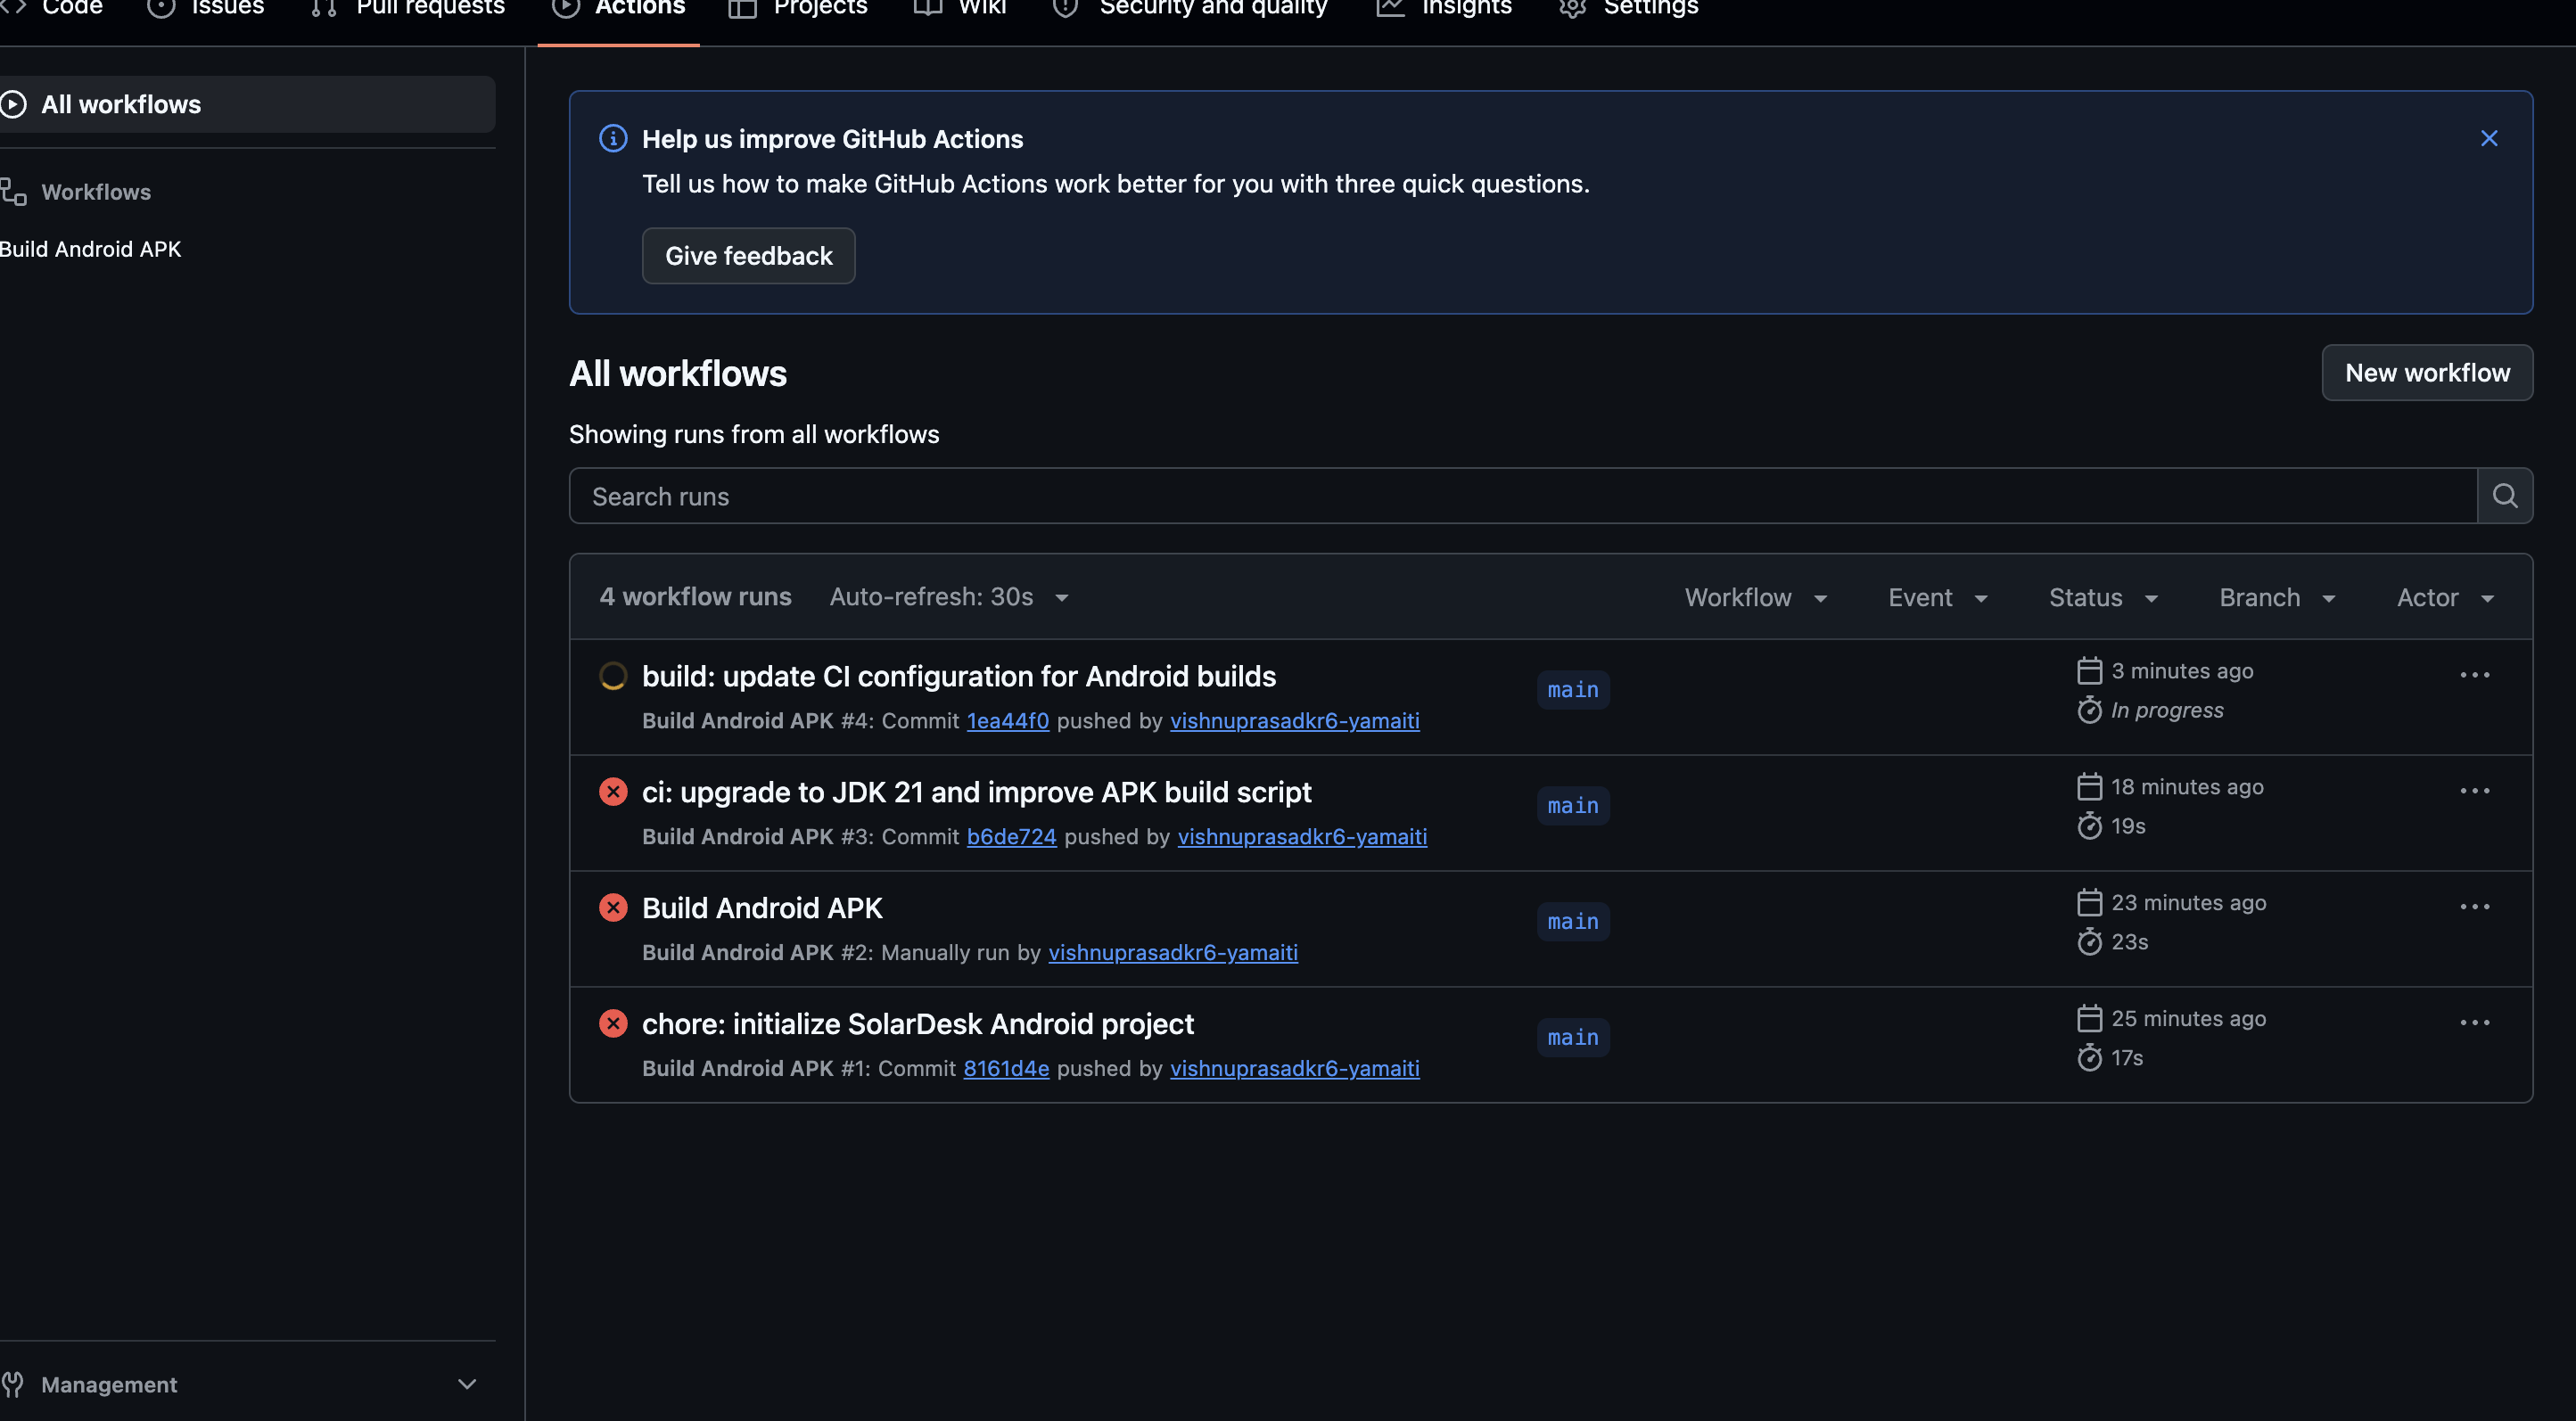 Code Issues Pull requests Actions Projects Wiki Security and quality Insights Settings
All workflows
Workflows
Build Android APK
Management
Help us improve GitHub Actions
Tell us how to make GitHub Actions work better for you with three quick questions.
Give feedback
All workflows
New workflow
Showing runs from all workflows
Search runs
4 workflow runs Auto-refresh: 30s Workflow Event Status Branch Actor
build: update CI configuration for Android builds
Build Android APK #4: Commit 1ea44f0 pushed by vishnuprasadkr6-yamaiti
main
3 minutes ago
In progress
ci: upgrade to JDK 21 and improve APK build script
Build Android APK #3: Commit b6de724 pushed by vishnuprasadkr6-yamaiti
main
18 minutes ago
19s
Build Android APK
Build Android APK #2: Manually run by vishnuprasadkr6-yamaiti
main
23 minutes ago
23s
chore: initialize SolarDesk Android project
Build Android APK #1: Commit 8161d4e pushed by vishnuprasadkr6-yamaiti
main
25 minutes ago
17s